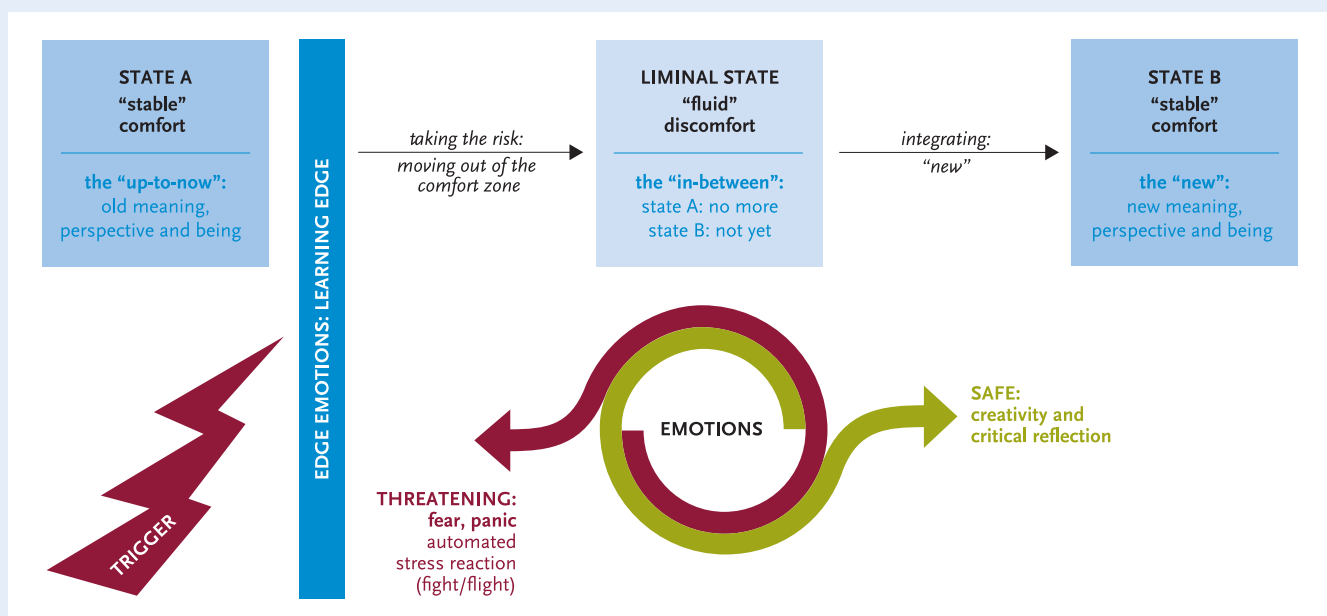 STATE A
“stable”
comfort
the “up-to-now”:
old meaning,
perspective and being
EDGE EMOTIONS: LEARNING EDGE
taking the risk:
moving out of the
comfort zone
LIMINAL STATE
“fluid”
discomfort
the “in-between”:
state A: no more
state B: not yet
integrating:
“new”
STATE B
“stable”
comfort
the “new”:
new meaning,
perspective and being
TRIGGER
THREATENING:
fear, panic
automated
stress reaction
(fight/flight)
EMOTIONS
SAFE:
creativity and
critical reflection